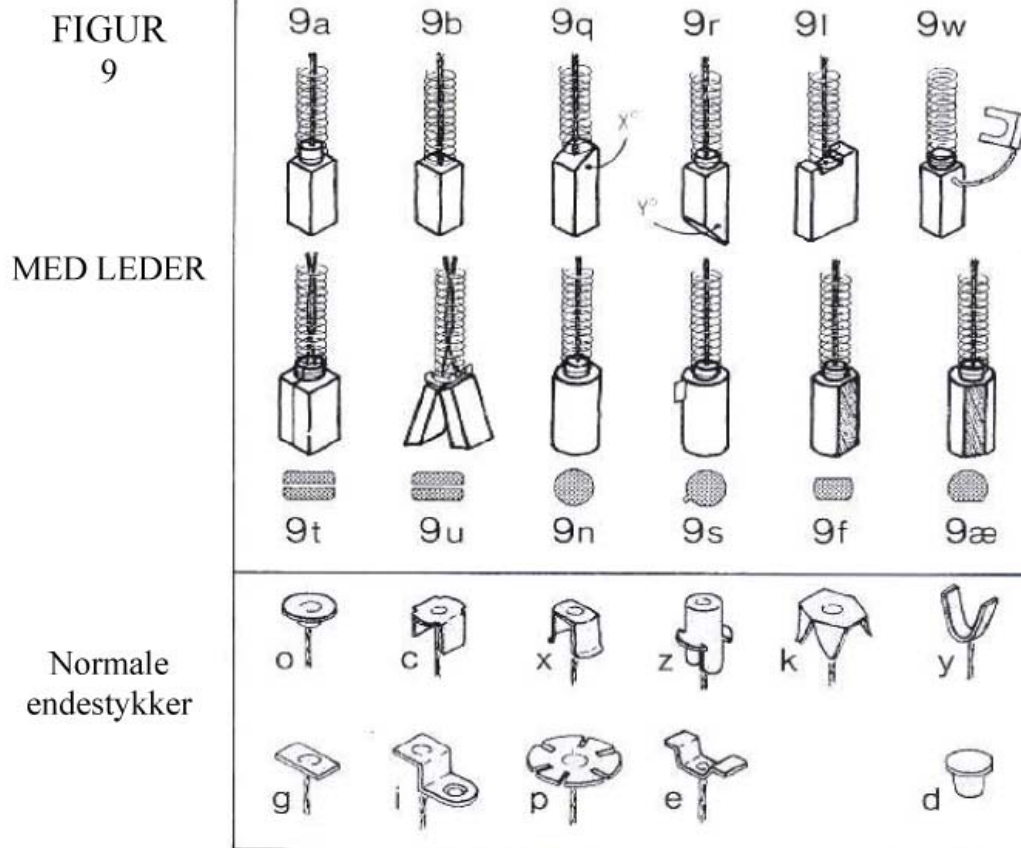 FIGUR
9
9a 9b 9q 9r 9l 9w
X°
Y°
MED LEDER
9t 9u 9n 9s 9f 9æ
Normale
endestykker
o c x z k y
g i p e d